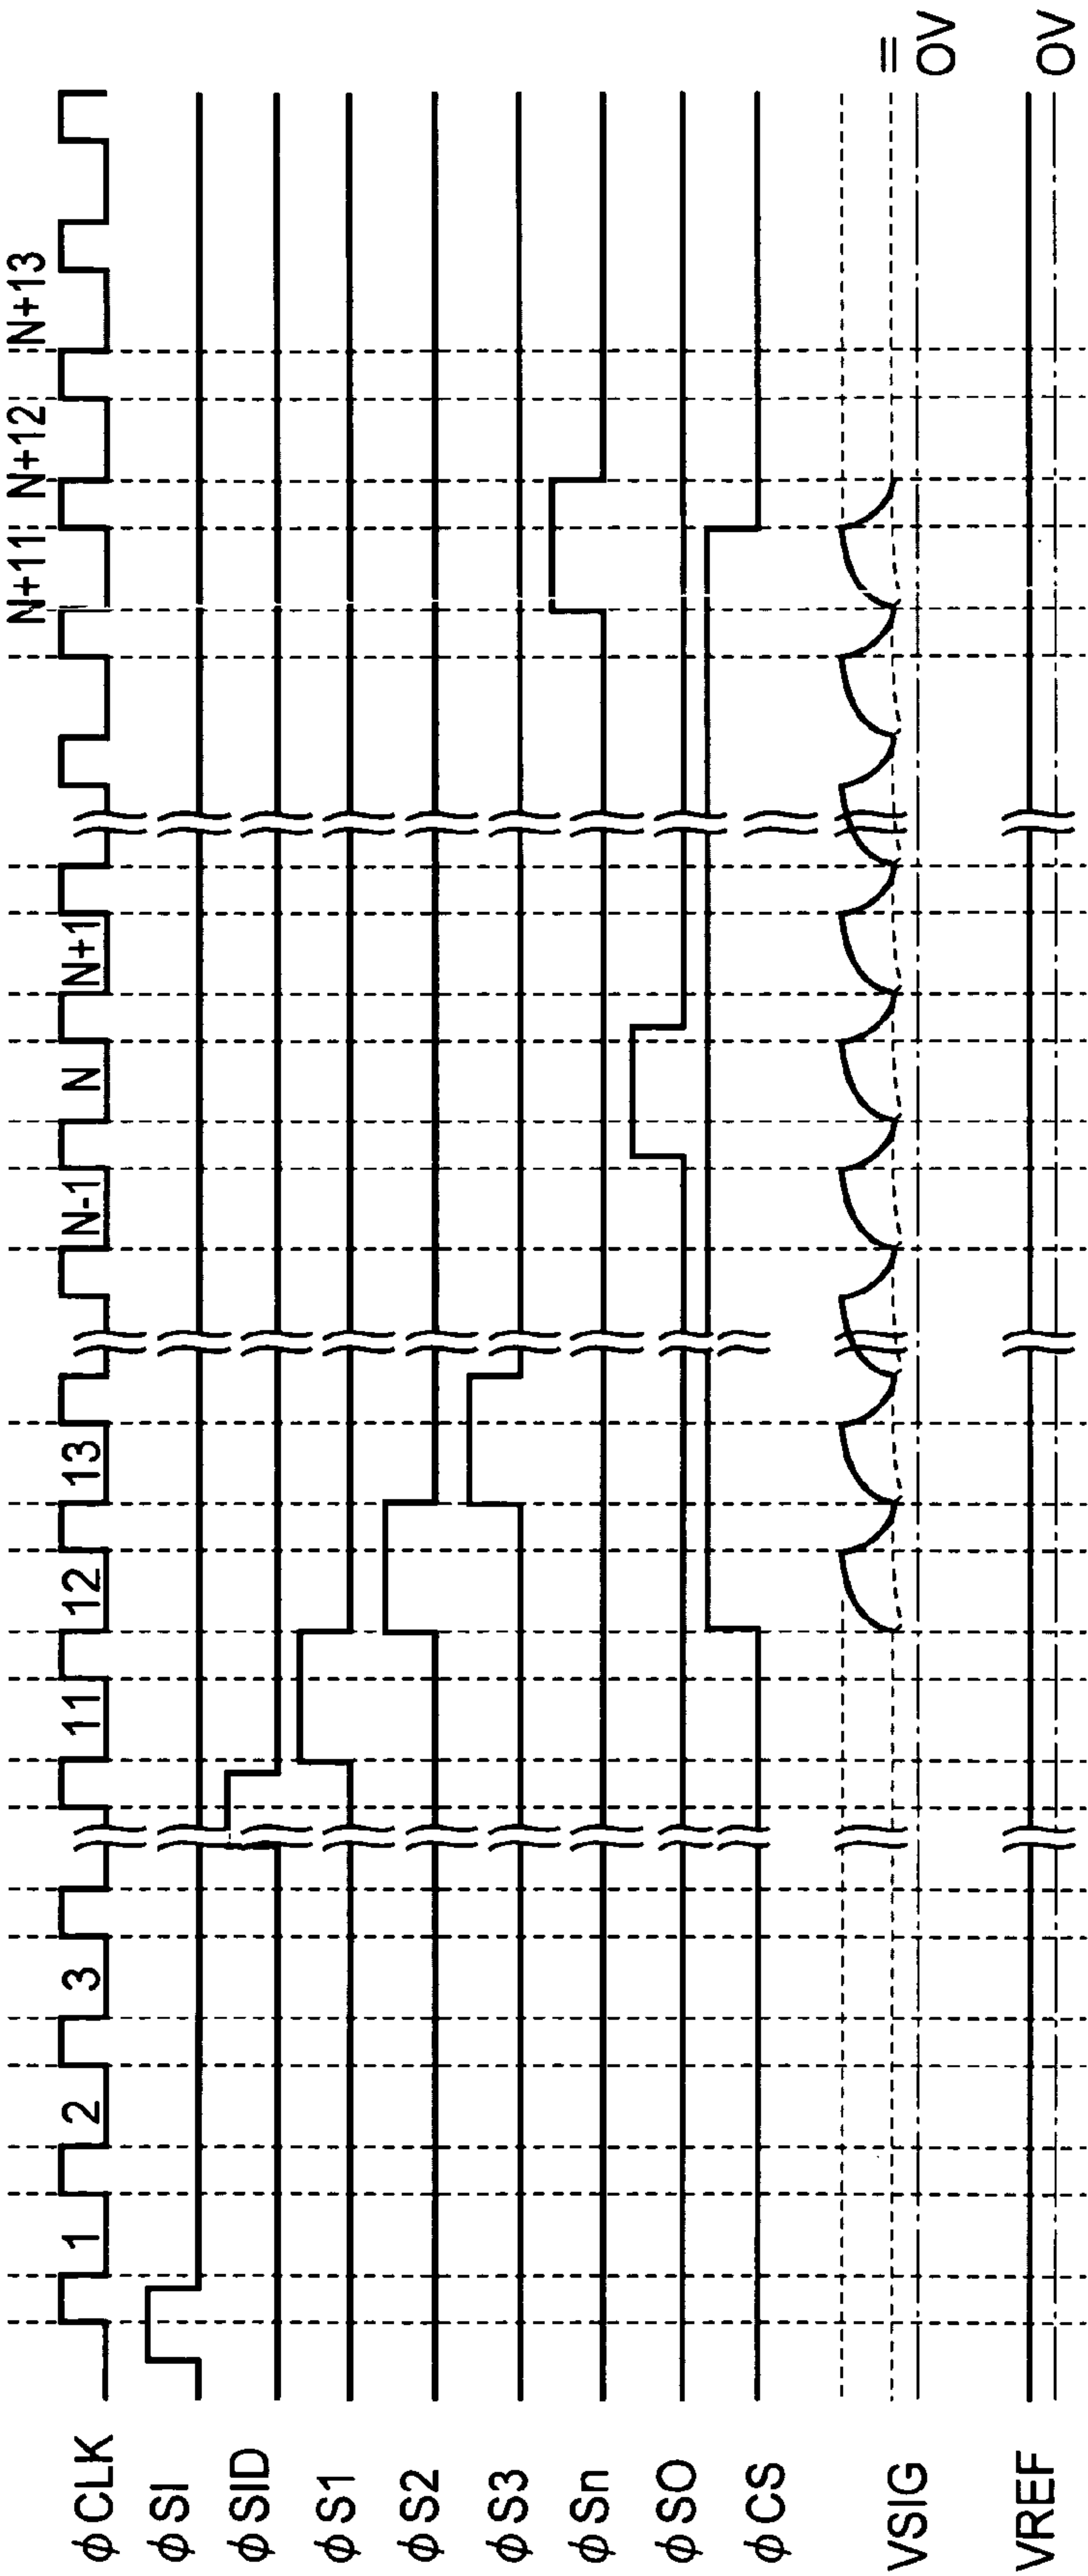 φCLK 1 2 3 11 12 13 N-1 N N+1 N+11 N+12 N+13
φSI
φSID
φS1
φS2
φS3
φSn
φSO
φCS
VSIG =
0V
VREF 0V